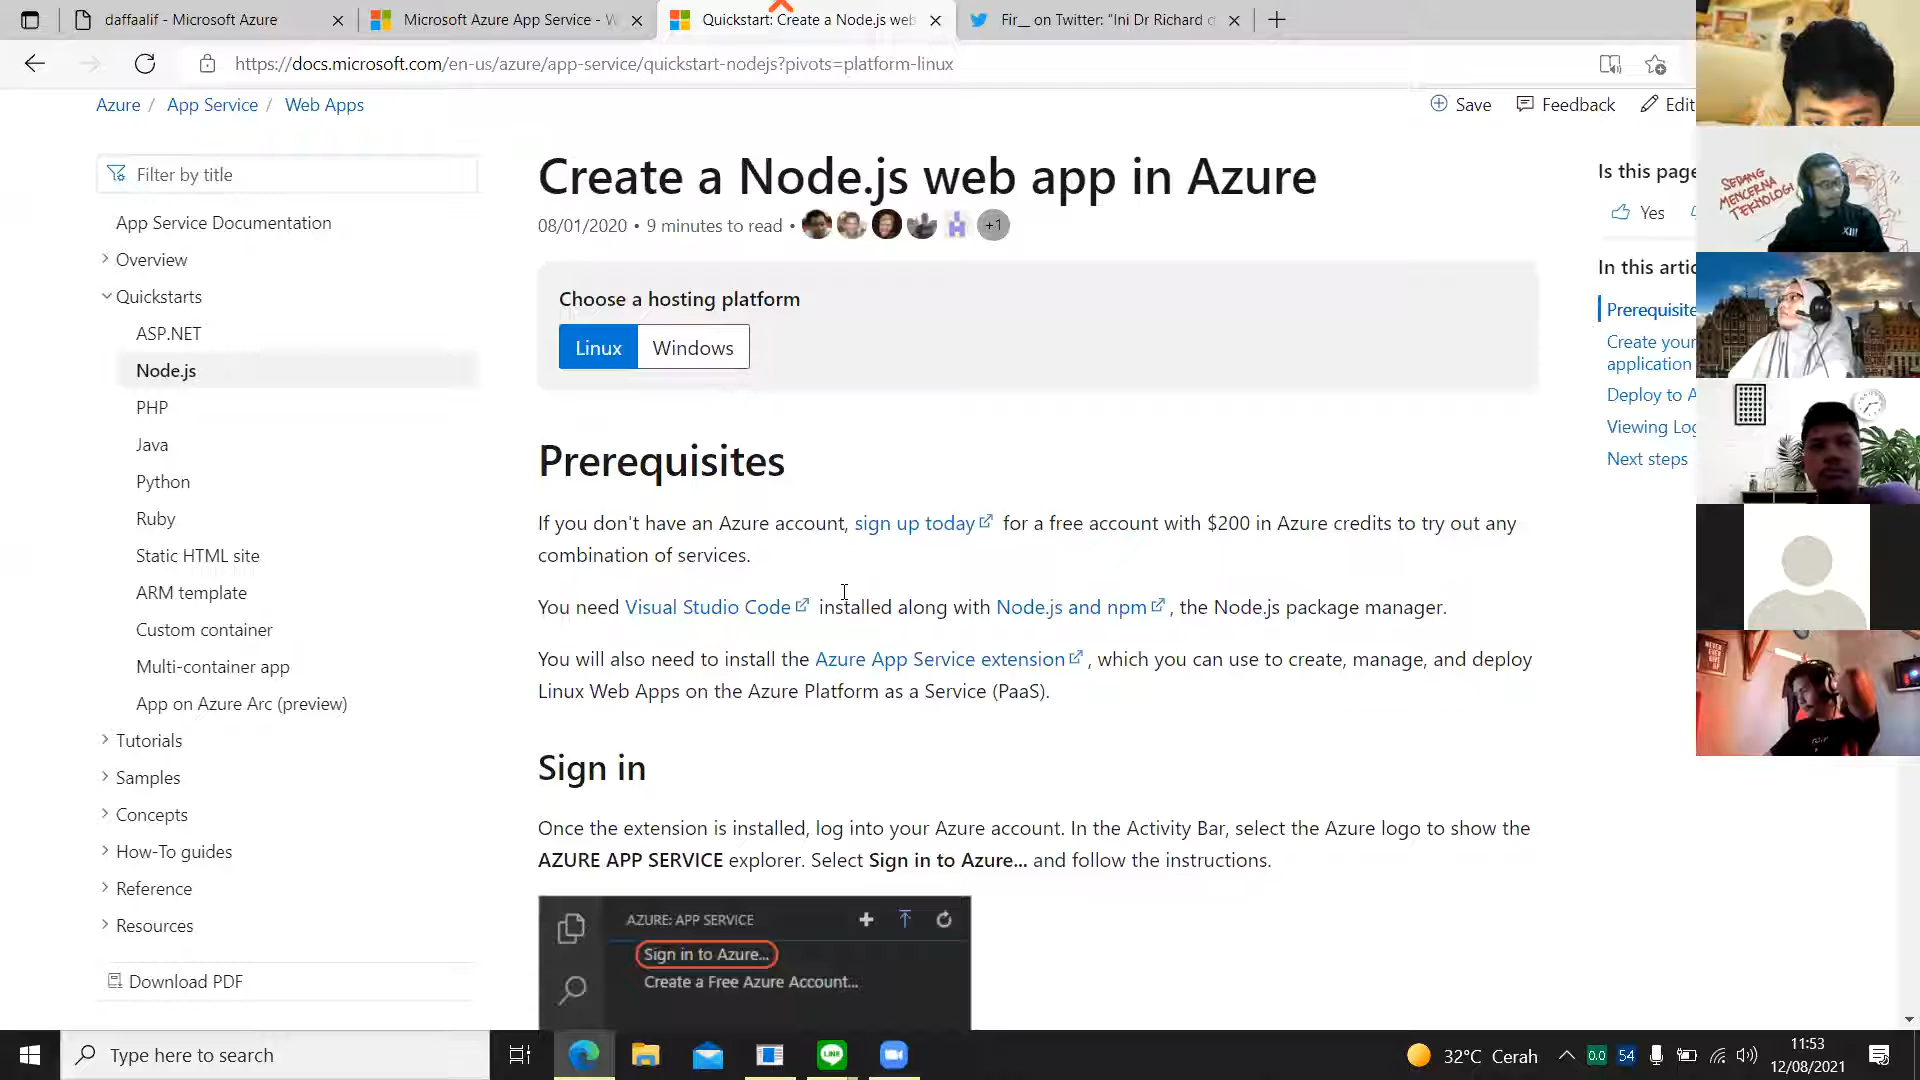 daffaalif - Microsoft Azure
Microsoft Azure App Service - W
Quickstart: Create a Node.js web
Fir__ on Twitter: "Ini Dr Richard
https://docs.microsoft.com/en-us/azure/app-service/quickstart-nodejs?pivots=platform-linux
Azure / App Service / Web Apps
Save Feedback Edit
Filter by title
App Service Documentation
Overview
Quickstarts
ASP.NET
Node.js
PHP
Java
Python
Ruby
Static HTML site
ARM template
Custom container
Multi-container app
App on Azure Arc (preview)
Tutorials
Samples
Concepts
How-To guides
Reference
Resources
Download PDF
Create a Node.js web app in Azure
08/01/2020 • 9 minutes to read • +1
Choose a hosting platform
Linux Windows
Prerequisites
If you don't have an Azure account, sign up today for a free account with $200 in Azure credits to try out any
combination of services.
You need Visual Studio Code installed along with Node.js and npm, the Node.js package manager.
You will also need to install the Azure App Service extension, which you can use to create, manage, and deploy
Linux Web Apps on the Azure Platform as a Service (PaaS).
Sign in
Once the extension is installed, log into your Azure account. In the Activity Bar, select the Azure logo to show the
AZURE APP SERVICE explorer. Select Sign in to Azure... and follow the instructions.
AZURE: APP SERVICE
Sign in to Azure...
Create a Free Azure Account...
Is this page
Yes
In this artic
Prerequisite
Create your
application
Deploy to A
Viewing Log
Next steps
SEDANG
MENCERNA
TEKNOLOGI
XIII
Type here to search
32°C Cerah
0.0
54
11:53
12/08/2021